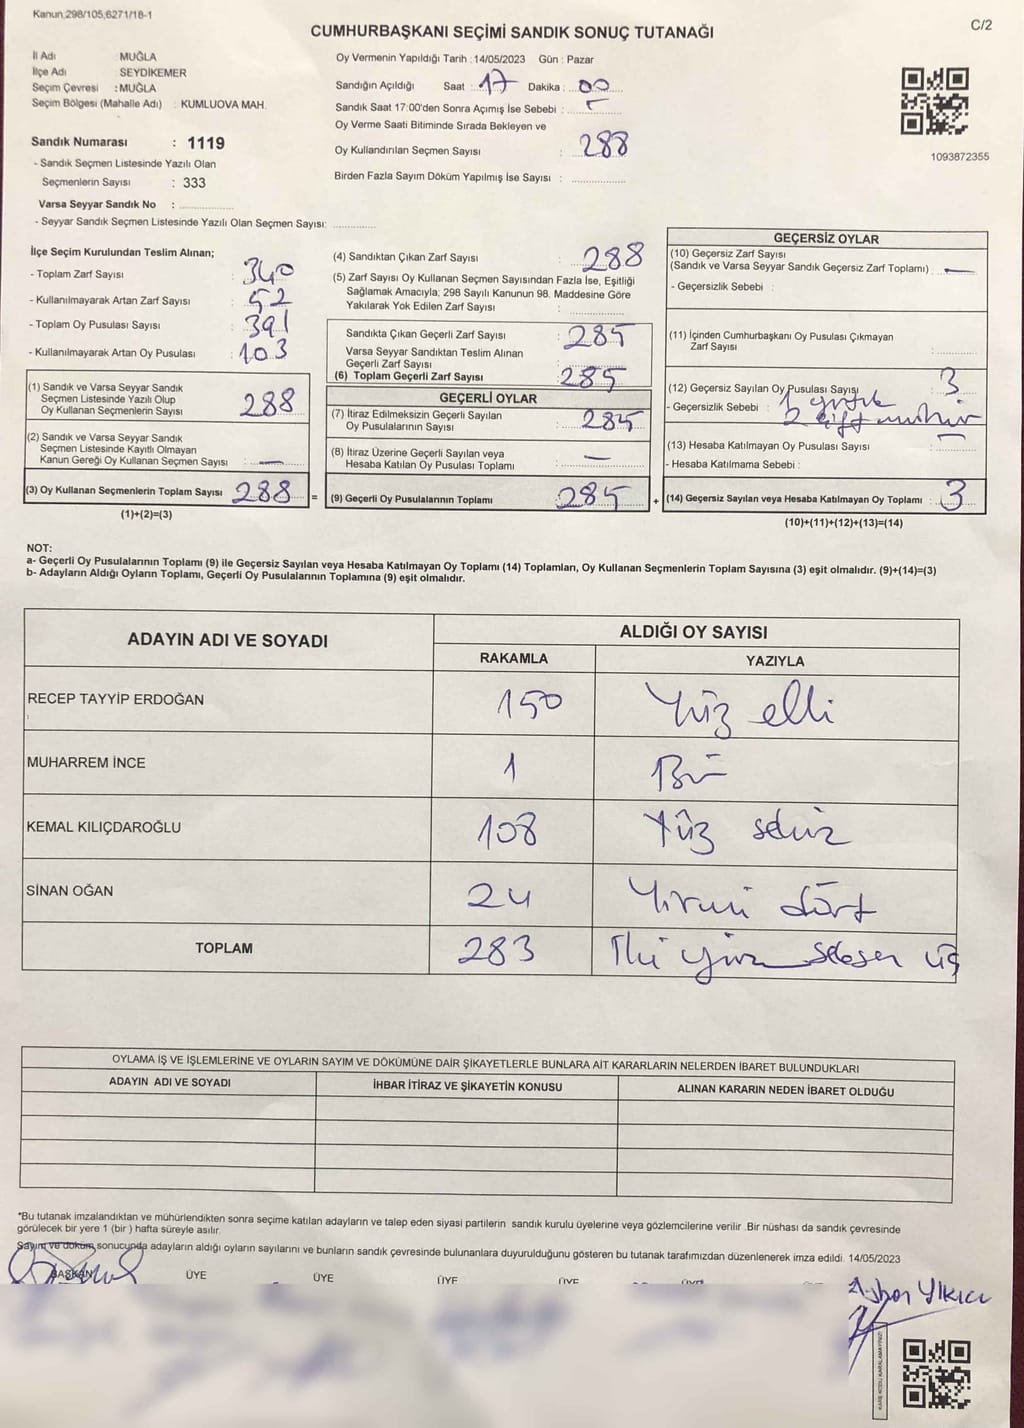 Kanun:298/105,6271/18-1
CUMHURBAŞKANI SEÇİMİ SANDIK SONUÇ TUTANAĞI
C/2
İl Adı MUĞLA
İlçe Adı SEYDİKEMER
Seçim Çevresi : MUĞLA
Seçim Bölgesi (Mahalle Adı) : KUMLUOVA MAH.
Sandık Numarası : 1119
- Sandık Seçmen Listesinde Yazılı Olan
Seçmenlerin Sayısı : 333
Varsa Seyyar Sandık No :
- Seyyar Sandık Seçmen Listesinde Yazılı Olan Seçmen Sayısı:
Oy Vermenin Yapıldığı Tarih : 14/05/2023 Gün : Pazar
Sandığın Açıldığı Saat : 17 Dakika : 00
Sandık Saat 17:00'den Sonra Açımış İse Sebebi :
Oy Verme Saati Bitiminde Sırada Bekleyen ve
Oy Kullandırılan Seçmen Sayısı : 288
Birden Fazla Sayım Döküm Yapılmış İse Sayısı :
1093872355
İlçe Seçim Kurulundan Teslim Alınan;
- Toplam Zarf Sayısı : 340
- Kullanılmayarak Artan Zarf Sayısı : 52
- Toplam Oy Pusulası Sayısı : 391
- Kullanılmayarak Artan Oy Pusulası : 103
(1) Sandık ve Varsa Seyyar Sandık
Seçmen Listesinde Yazılı Olup
Oy Kullanan Seçmenlerin Sayısı : 288
(2) Sandık ve Varsa Seyyar Sandık
Seçmen Listesinde Kayıtlı Olmayan
Kanun Gereği Oy Kullanan Seçmen Sayısı : —
(3) Oy Kullanan Seçmenlerin Toplam Sayısı 288 =
(1)+(2)=(3)
(4) Sandıktan Çıkan Zarf Sayısı : 288
(5) Zarf Sayısı Oy Kullanan Seçmen Sayısından Fazla İse, Eşitliği
Sağlamak Amacıyla; 298 Sayılı Kanunun 98. Maddesine Göre
Yakılarak Yok Edilen Zarf Sayısı :
Sandıkta Çıkan Geçerli Zarf Sayısı : 285
Varsa Seyyar Sandıktan Teslim Alınan
Geçerli Zarf Sayısı :
(6) Toplam Geçerli Zarf Sayısı : 285
GEÇERLİ OYLAR
(7) İtiraz Edilmeksizin Geçerli Sayılan
Oy Pusulalarının Sayısı : 285
(8) İtiraz Üzerine Geçerli Sayılan veya
Hesaba Katılan Oy Pusulası Toplamı : —
(9) Geçerli Oy Pusulalarının Toplamı 285 +
GEÇERSİZ OYLAR
(10) Geçersiz Zarf Sayısı
(Sandık ve Varsa Seyyar Sandık Geçersiz Zarf Toplamı) : —
- Geçersizlik Sebebi :
(11) İçinden Cumhurbaşkanı Oy Pusulası Çıkmayan
Zarf Sayısı :
(12) Geçersiz Sayılan Oy Pusulası Sayısı : 3
- Geçersizlik Sebebi : 1 yırtık
2 çift mühür
(13) Hesaba Katılmayan Oy Pusulası Sayısı : —
- Hesaba Katılmama Sebebi :
(14) Geçersiz Sayılan veya Hesaba Katılmayan Oy Toplamı : 3
(10)+(11)+(12)+(13)=(14)
NOT:
a- Geçerli Oy Pusulalarının Toplamı (9) ile Geçersiz Sayılan veya Hesaba Katılmayan Oy Toplamı (14) Toplamları, Oy Kullanan Seçmenlerin Toplam Sayısına (3) eşit olmalıdır. (9)+(14)=(3)
b- Adayların Aldığı Oyların Toplamı, Geçerli Oy Pusulalarının Toplamına (9) eşit olmalıdır.
ADAYIN ADI VE SOYADI ALDIĞI OY SAYISI
RAKAMLA YAZIYLA
RECEP TAYYİP ERDOĞAN 150 Yüz elli
MUHARREM İNCE 1 Bir
KEMAL KILIÇDAROĞLU 108 Yüz sekiz
SİNAN OĞAN 24 Yirmi dört
TOPLAM 283 İki yüz seksen üç
OYLAMA İŞ VE İŞLEMLERİNE VE OYLARIN SAYIM VE DÖKÜMÜNE DAİR ŞİKAYETLERLE BUNLARA AİT KARARLARIN NELERDEN İBARET BULUNDUKLARI
ADAYIN ADI VE SOYADI İHBAR İTİRAZ VE ŞİKAYETİN KONUSU ALINAN KARARIN NEDEN İBARET OLDUĞU
*Bu tutanak imzalandıktan ve mühürlendikten sonra seçime katılan adayların ve talep eden siyasi partilerin sandık kurulu üyelerine veya gözlemcilerine verilir .Bir nüshası da sandık çevresinde
görülecek bir yere 1 (bir ) hafta süreyle asılır.
Sayım ve döküm sonucunda adayların aldığı oyların sayılarını ve bunların sandık çevresinde bulunanlara duyurulduğunu gösteren bu tutanak tarafımızdan düzenlenerek imza edildi. 14/05/2023
BAŞKAN ÜYE ÜYE ÜYE ÜYE ÜYE